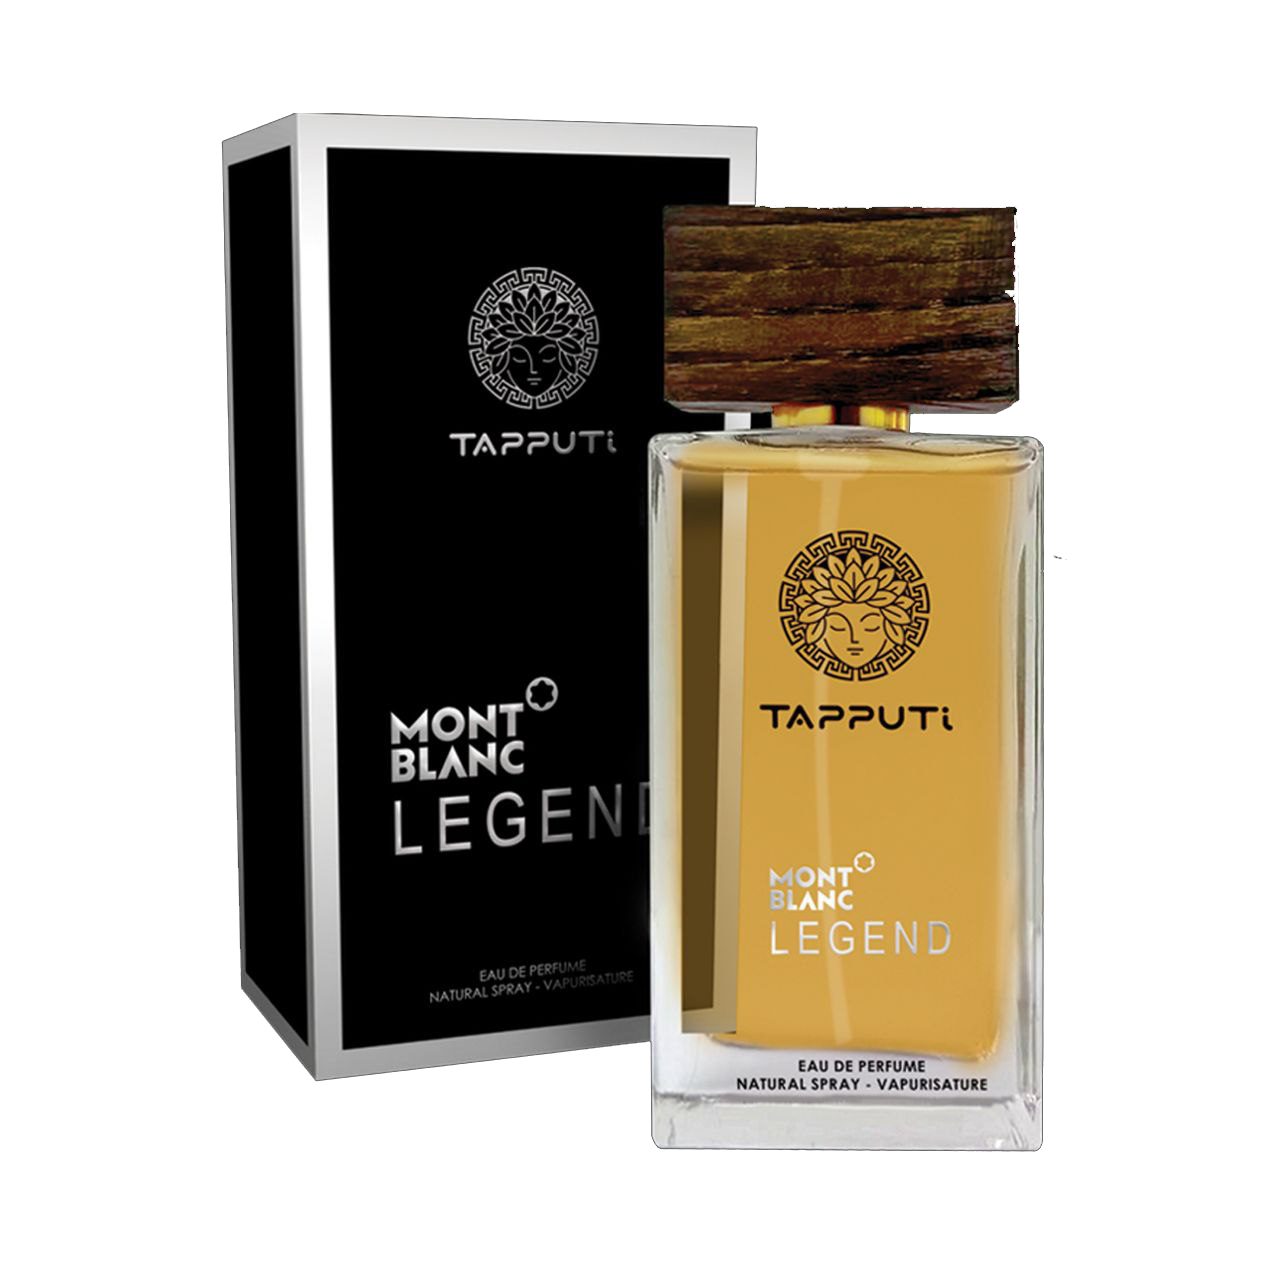 TAPPUTi
MONT
BLANC
LEGEND
EAU DE PERFUME
NATURAL SPRAY - VAPURISATURE
TAPPUTi
MONT
BLANC
LEGEND
EAU DE PERFUME
NATURAL SPRAY - VAPURISATURE